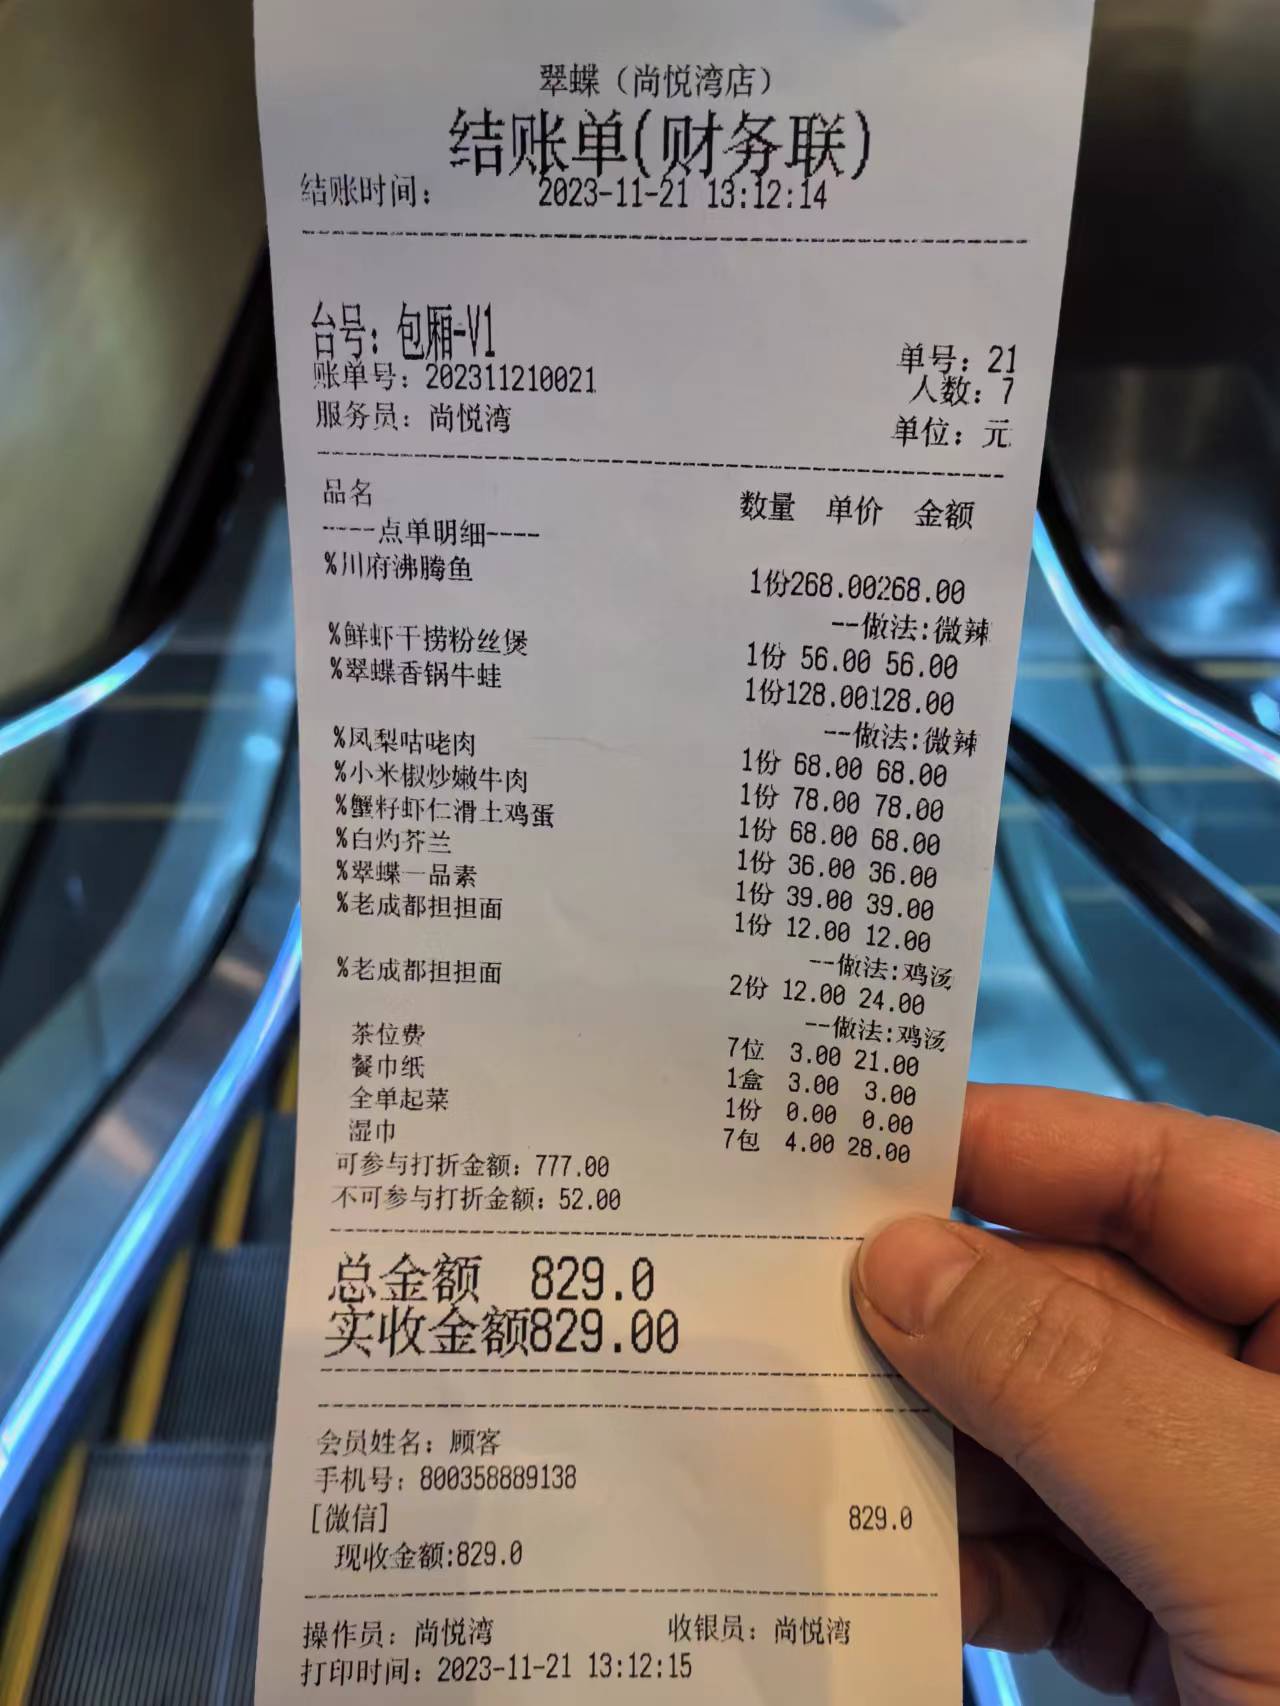 翠蝶（尚悦湾店）
结账单(财务联)
结账时间： 2023-11-21 13:12:14
台号：包厢-V1
单号：21
账单号：202311210021
人数：7
服务员：尚悦湾
单位：元
品名 数量 单价 金额
----点单明细----
%川府沸腾鱼 1份268.00268.00
--做法:微辣
%鲜虾干捞粉丝煲 1份 56.00 56.00
%翠蝶香锅牛蛙 1份128.00128.00
--做法:微辣
%凤梨咕咾肉 1份 68.00 68.00
%小米椒炒嫩牛肉 1份 78.00 78.00
%蟹籽虾仁滑土鸡蛋 1份 68.00 68.00
%白灼芥兰 1份 36.00 36.00
%翠蝶一品素 1份 39.00 39.00
%老成都担担面 1份 12.00 12.00
--做法:鸡汤
%老成都担担面 2份 12.00 24.00
--做法:鸡汤
茶位费 7位 3.00 21.00
餐巾纸 1盒 3.00 3.00
全单起菜 1份 0.00 0.00
湿巾 7包 4.00 28.00
可参与打折金额：777.00
不可参与打折金额：52.00
总金额 829.0
实收金额829.00
会员姓名：顾客
手机号：800358889138
[微信] 829.0
现收金额:829.0
操作员：尚悦湾 收银员：尚悦湾
打印时间：2023-11-21 13:12:15